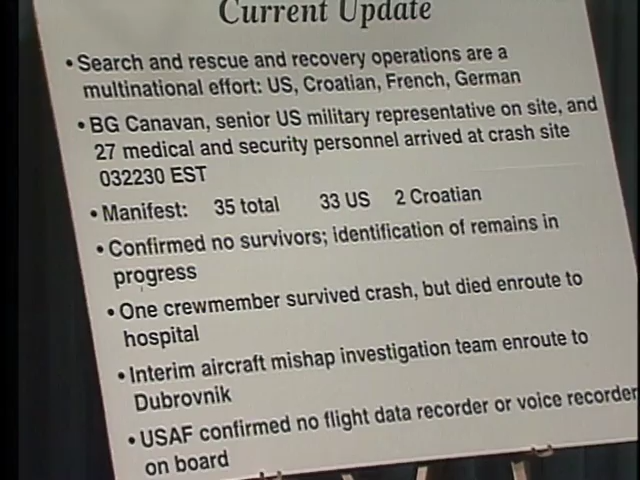 Current Update
• Search and rescue and recovery operations are a
multinational effort: US, Croatian, French, German
• BG Canavan, senior US military representative on site, and
27 medical and security personnel arrived at crash site
032230 EST
• Manifest: 35 total 33 US 2 Croatian
• Confirmed no survivors; identification of remains in
progress
• One crewmember survived crash, but died enroute to
hospital
• Interim aircraft mishap investigation team enroute to
Dubrovnik
• USAF confirmed no flight data recorder or voice recorder
on board